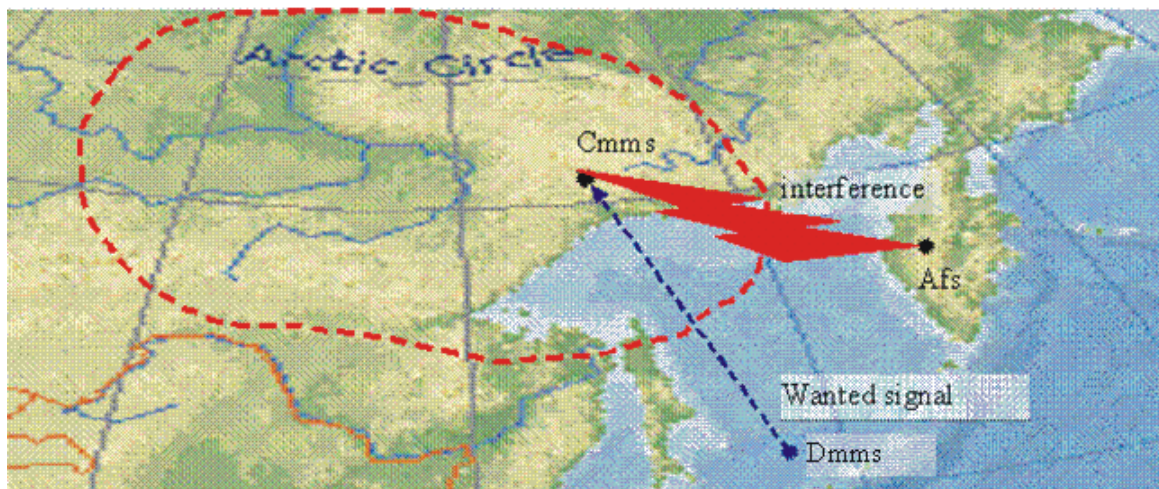 Arctic Circle
Cmms
interference
Afs
Wanted signal
Dmms